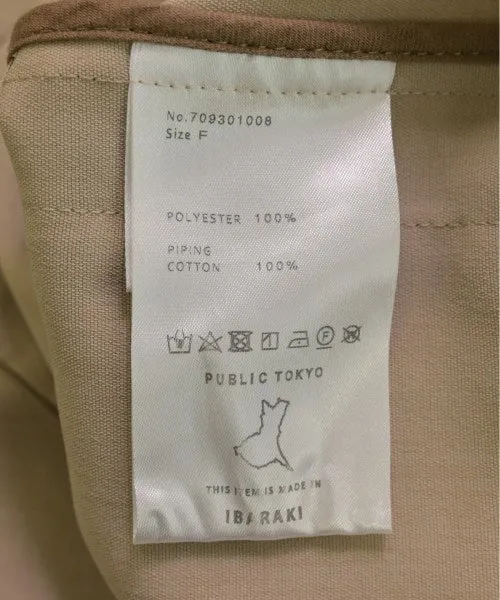 No.709301008
Size F
POLYESTER 100%
PIPING
COTTON 100%
PUBLIC TOKYO
THIS ITEM IS MADE IN
IBARAKI